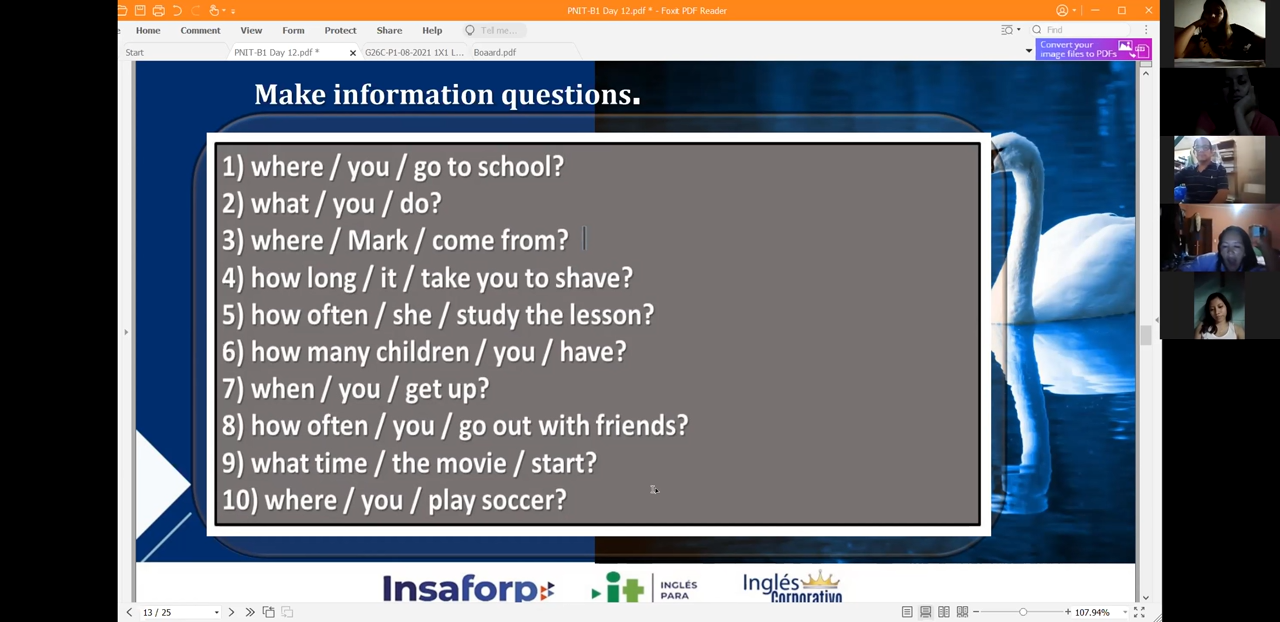 PNIT-B1 Day 12.pdf * - Foxit PDF Reader
Home Comment View Form Protect Share Help Tell me...
Find
Start PNIT-B1 Day 12.pdf * G26C-P1-08-2021 1X1 L... Boaard.pdf
Convert your
image files to PDFs
Make information questions.
1) where / you / go to school?
2) what / you / do?
3) where / Mark / come from?
4) how long / it / take you to shave?
5) how often / she / study the lesson?
6) how many children / you / have?
7) when / you / get up?
8) how often / you / go out with friends?
9) what time / the movie / start?
10) where / you / play soccer?
Insaforp
it INGLÉS
PARA
Inglés
Corporativo
13 / 25
107.94%